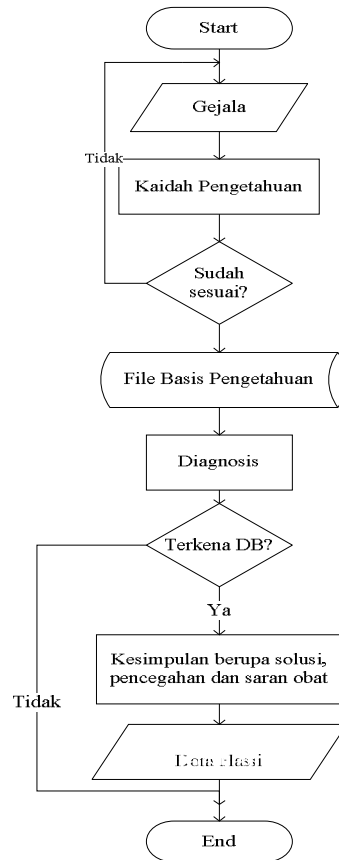 Start
Gejala
Tidak
Kaidah Pengetahuan
Sudah
sesuai?
File Basis Pengetahuan
Diagnosis
Terkena DB?
Ya
Kesimpulan berupa solusi,
pencegahan dan saran obat
Tidak
End